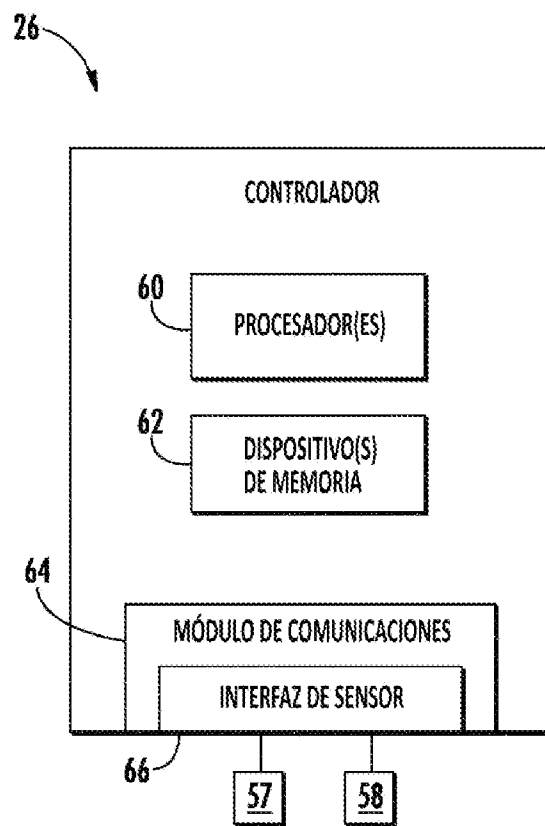 26
CONTROLADOR
60
PROCESADOR(ES)
62
DISPOSITIVO(S)
DE MEMORIA
64
MÓDULO DE COMUNICACIONES
INTERFAZ DE SENSOR
66
57
58